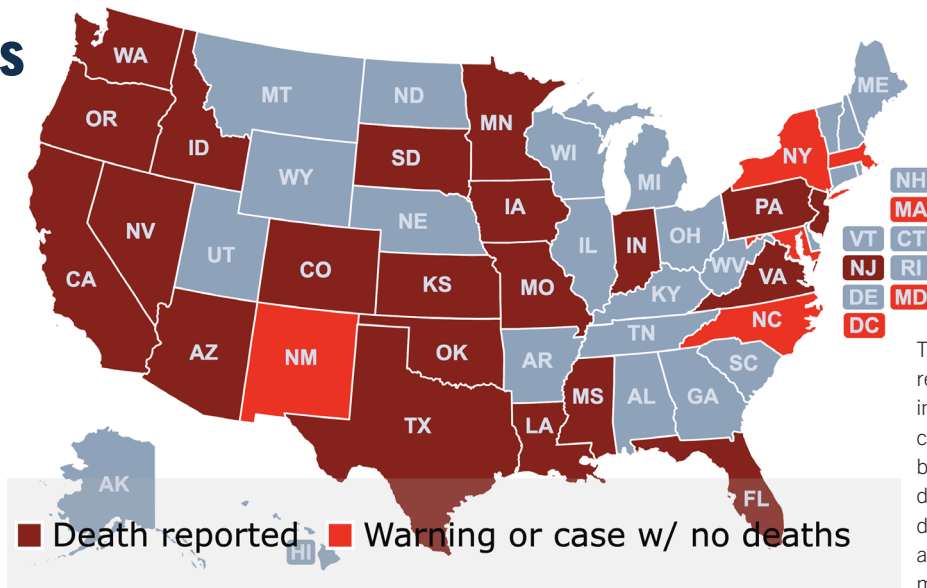 S
WA
MT
ND
ME
OR
MN
ID
SD
WI
NY
MI
WY
NH
IA
PA
MA
NE
NV
IL
IN
OH
VT
CT
UT
WV
NJ
RI
CO
VA
CA
KS
MO
KY
DE
MD
NC
DC
TN
AZ
NM
OK
AR
SC
MS
AL
GA
TX
LA
AK
FL
HI
Death reported
Warning or case w/ no deaths